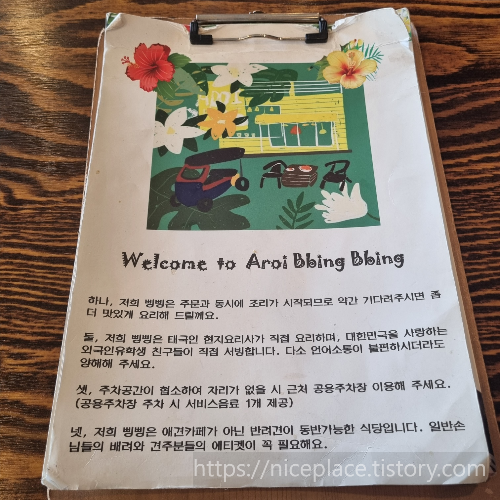 Welcome to Aroi Bbing Bbing
하나, 저희 삥삥은 주문과 동시에 조리가 시작되므로 약간 기다려주시면 좀
더 맛있게 요리해 드릴께요.
둘, 저희 삥삥은 태국인 현지요리사가 직접 요리하며, 대한민국을 사랑하는
외국인유학생 친구들이 직접 서빙합니다. 다소 언어소통이 불편하시더라도
양해해 주세요.
셋, 주차공간이 협소하여 자리가 없을 시 근처 공용주차장 이용해 주세요.
(공용주차장 주차 시 서비스음료 1개 제공)
넷, 저희 삥삥은 애견카페가 아닌 반려견이 동반가능한 식당입니다. 일반손
님들의 배려와 견주분들의 에티켓이 꼭 필요해요.
https://niceplace.tistory.com